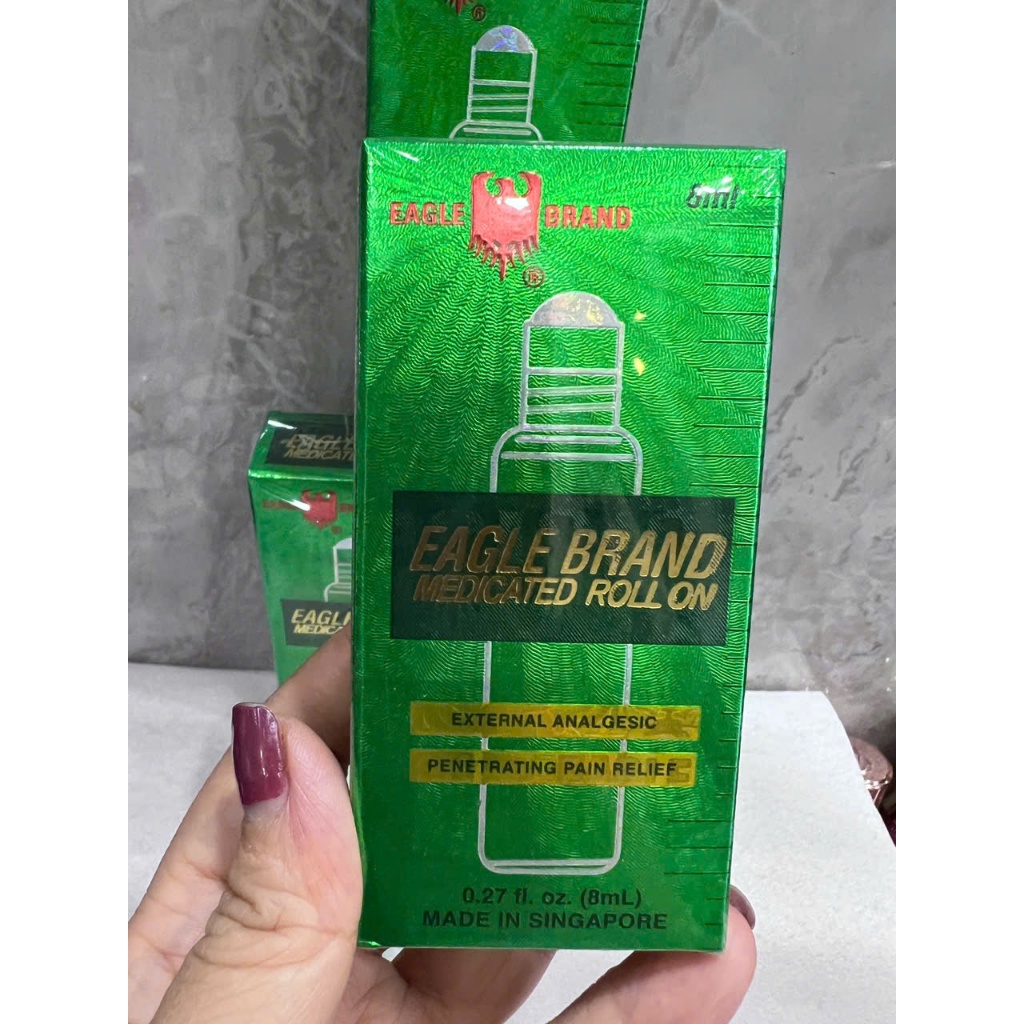 ®
EAGLE BRAND
8ml
®
EAGLE BRAND
MEDICATED ROLL ON
EXTERNAL ANALGESIC
PENETRATING PAIN RELIEF
0.27 fl. oz. (8mL)
MADE IN SINGAPORE